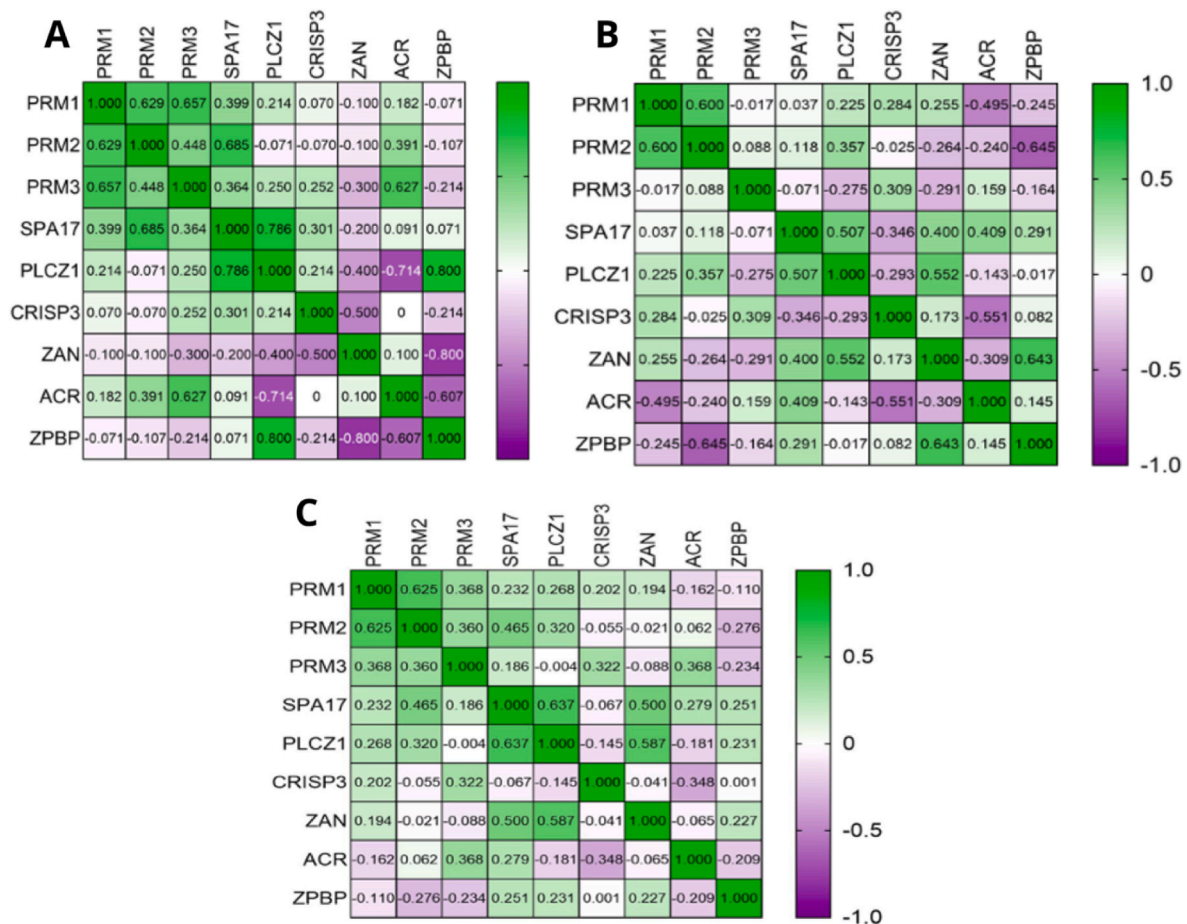 A
PRM1 PRM2 PRM3 SPA17 PLCZ1 CRISP3 ZAN ACR ZPBP
PRM1 1.000 0.629 0.657 0.399 0.214 0.070 -0.100 0.182 -0.071
PRM2 0.629 1.000 0.448 0.685 -0.071 -0.070 -0.100 0.391 -0.107
PRM3 0.657 0.448 1.000 0.364 0.250 0.252 -0.300 0.627 -0.214
SPA17 0.399 0.685 0.364 1.000 0.786 0.301 -0.200 0.091 0.071
PLCZ1 0.214 -0.071 0.250 0.786 1.000 0.214 -0.400 -0.714 0.800
CRISP3 0.070 -0.070 0.252 0.301 0.214 1.000 -0.500 0 -0.214
ZAN -0.100 -0.100 -0.300 -0.200 -0.400 -0.500 1.000 0.100 -0.800
ACR 0.182 0.391 0.627 0.091 -0.714 0 0.100 1.000 -0.607
ZPBP -0.071 -0.107 -0.214 0.071 0.800 -0.214 -0.800 -0.607 1.000
B
PRM1 PRM2 PRM3 SPA17 PLCZ1 CRISP3 ZAN ACR ZPBP
PRM1 1.000 0.600 -0.017 0.037 0.225 0.284 0.255 -0.495 -0.245
PRM2 0.600 1.000 0.088 0.118 0.357 -0.025 -0.264 -0.240 -0.645
PRM3 -0.017 0.088 1.000 -0.071 -0.275 0.309 -0.291 0.159 -0.164
SPA17 0.037 0.118 -0.071 1.000 0.507 -0.346 0.400 0.409 0.291
PLCZ1 0.225 0.357 -0.275 0.507 1.000 -0.293 0.552 -0.143 -0.017
CRISP3 0.284 -0.025 0.309 -0.346 -0.293 1.000 0.173 -0.551 0.082
ZAN 0.255 -0.264 -0.291 0.400 0.552 0.173 1.000 -0.309 0.643
ACR -0.495 -0.240 0.159 0.409 -0.143 -0.551 -0.309 1.000 0.145
ZPBP -0.245 -0.645 -0.164 0.291 -0.017 0.082 0.643 0.145 1.000
1.0
0.5
0
-0.5
-1.0
C
PRM1 PRM2 PRM3 SPA17 PLCZ1 CRISP3 ZAN ACR ZPBP
PRM1 1.000 0.625 0.368 0.232 0.268 0.202 0.194 -0.162 -0.110
PRM2 0.625 1.000 0.360 0.465 0.320 -0.055 -0.021 0.062 -0.276
PRM3 0.368 0.360 1.000 0.186 -0.004 0.322 -0.088 0.368 -0.234
SPA17 0.232 0.465 0.186 1.000 0.637 -0.067 0.500 0.279 0.251
PLCZ1 0.268 0.320 -0.004 0.637 1.000 -0.145 0.587 -0.181 0.231
CRISP3 0.202 -0.055 0.322 -0.067 -0.145 1.000 -0.041 -0.348 0.001
ZAN 0.194 -0.021 -0.088 0.500 0.587 -0.041 1.000 -0.065 0.227
ACR -0.162 0.062 0.368 0.279 -0.181 -0.348 -0.065 1.000 -0.209
ZPBP -0.110 -0.276 -0.234 0.251 0.231 0.001 0.227 -0.209 1.000
1.0
0.5
0
-0.5
-1.0